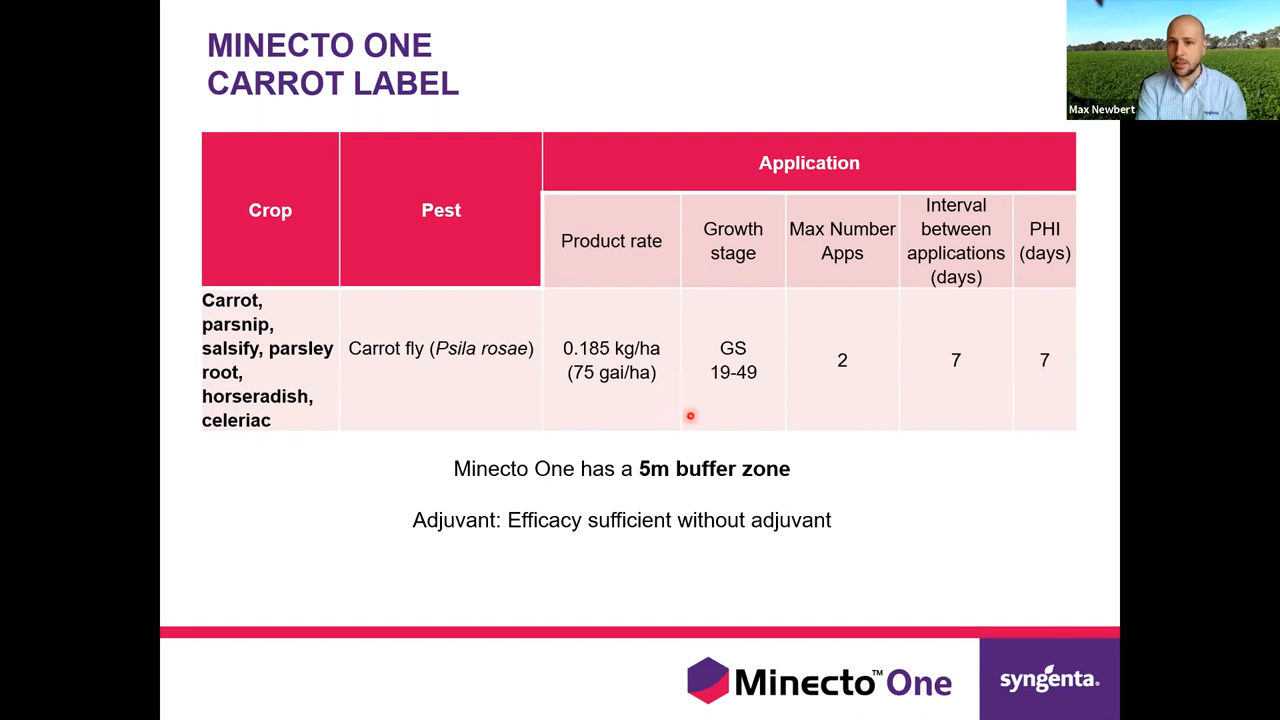 MINECTO ONE
CARROT LABEL
Max Newbert
Crop
Pest
Application
Product rate
Growth
stage
Max Number
Apps
Interval
between
applications
(days)
PHI
(days)
Carrot,
parsnip,
salsify, parsley
root,
horseradish,
celeriac
Carrot fly (Psila rosae)
0.185 kg/ha
(75 gai/ha)
GS
19-49
2
7
7
Minecto One has a 5m buffer zone
Adjuvant: Efficacy sufficient without adjuvant
Minecto™ One
syngenta®